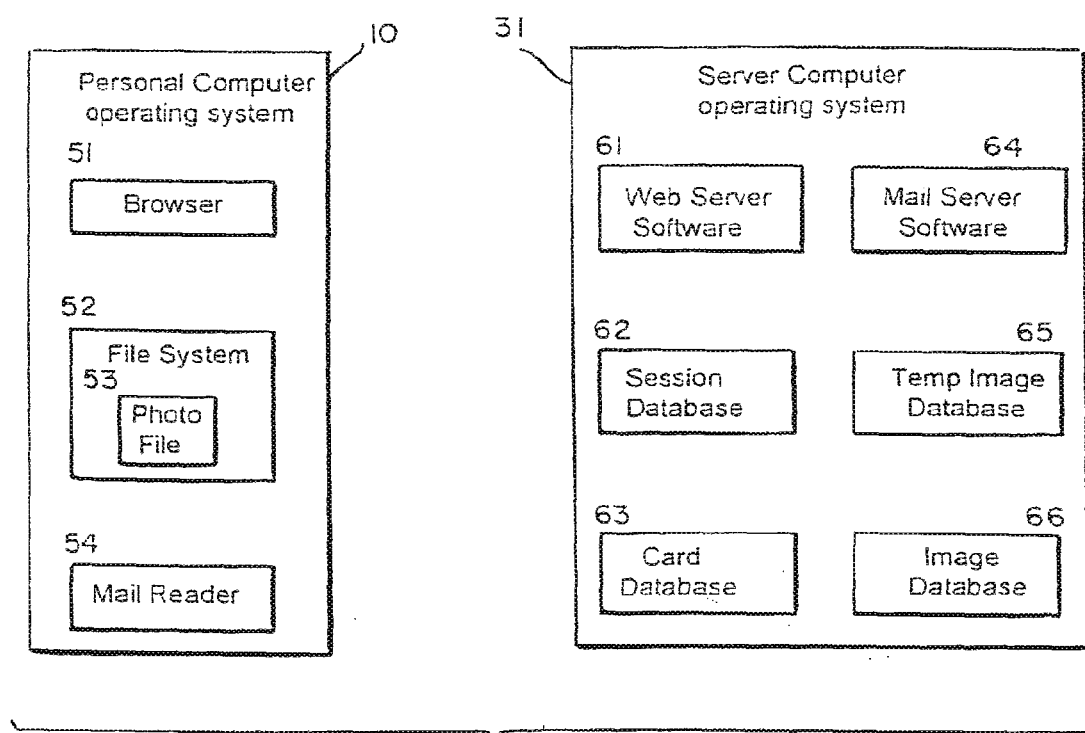 10
Personal Computer
operating system
51
Browser
52
File System
53
Photo
File
54
Mail Reader
31
Server Computer
operating system
61
Web Server
Software
64
Mail Server
Software
62
Session
Database
65
Temp Image
Database
63
Card
Database
66
Image
Database